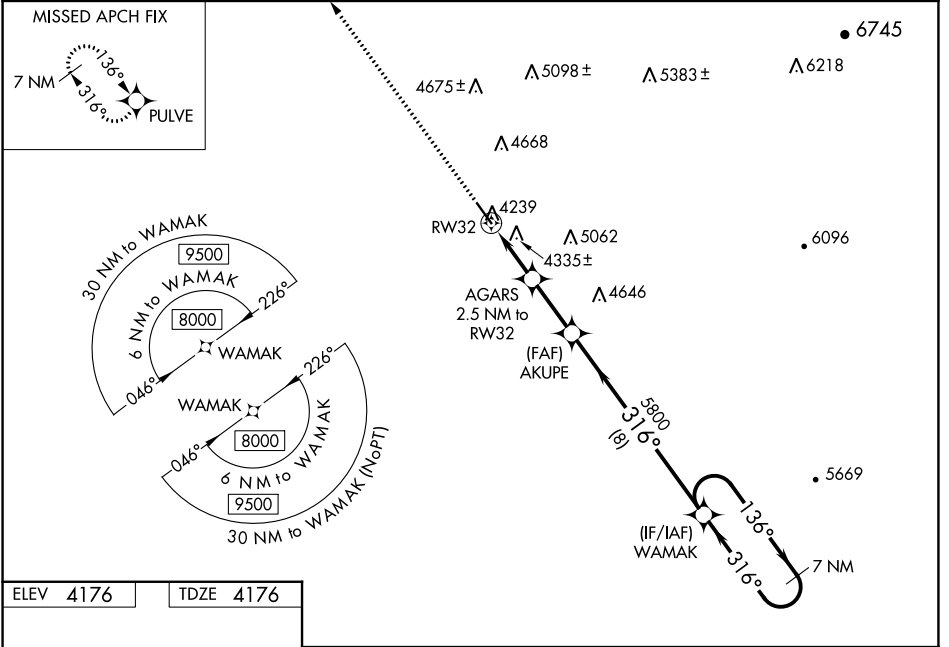 MISSED APCH FIX
7 NM
136°
316°
PULVE
6745
4675±
5098±
5383±
6218
4668
4239
RW32
5062
4335±
6096
AGARS
2.5 NM to
RW32
4646
(FAF)
AKUPE
5800
316°
(8)
5669
(IF/IAF)
WAMAK
136°
316°
7 NM
30 NM to WAMAK
9500
6 NM to WAMAK
8000
226°
046°
WAMAK
226°
WAMAK
046°
8000
6 NM to WAMAK
9500
30 NM to WAMAK (NoPT)
ELEV 4176
TDZE 4176